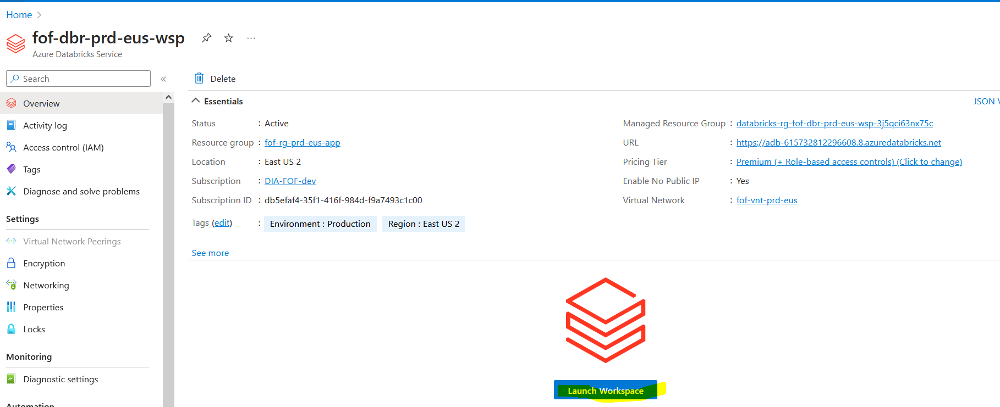 Home
fof-dbr-prd-eus-wsp
Azure Databricks Service
Search
Overview
Activity log
Access control (IAM)
Tags
Diagnose and solve problems
Settings
Virtual Network Peerings
Encryption
Networking
Properties
Locks
Monitoring
Diagnostic settings
Automation
Delete
Essentials
JSON V
Status : Active
Resource group : fof-rg-prd-eus-app
Location : East US 2
Subscription : DIA-FOF-dev
Subscription ID : db5efaf4-35f1-416f-984d-f9a7493c1c00
Tags (edit) : Environment : Production Region : East US 2
See more
Managed Resource Group : databricks-rg-fof-dbr-prd-eus-wsp-3j5qci63nx75c
URL : https://adb-615732812296608.8.azuredatabricks.net
Pricing Tier : Premium (+ Role-based access controls) (Click to change)
Enable No Public IP : Yes
Virtual Network : fof-vnt-prd-eus
Launch Workspace